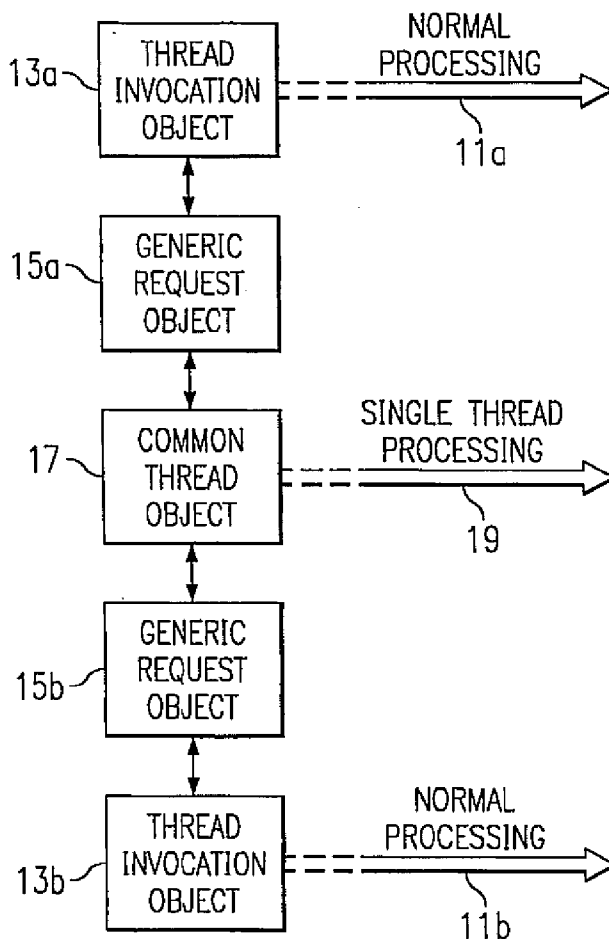 13a
THREAD
INVOCATION
OBJECT
NORMAL
PROCESSING
11a
15a
GENERIC
REQUEST
OBJECT
17
COMMON
THREAD
OBJECT
SINGLE THREAD
PROCESSING
19
15b
GENERIC
REQUEST
OBJECT
13b
THREAD
INVOCATION
OBJECT
NORMAL
PROCESSING
11b